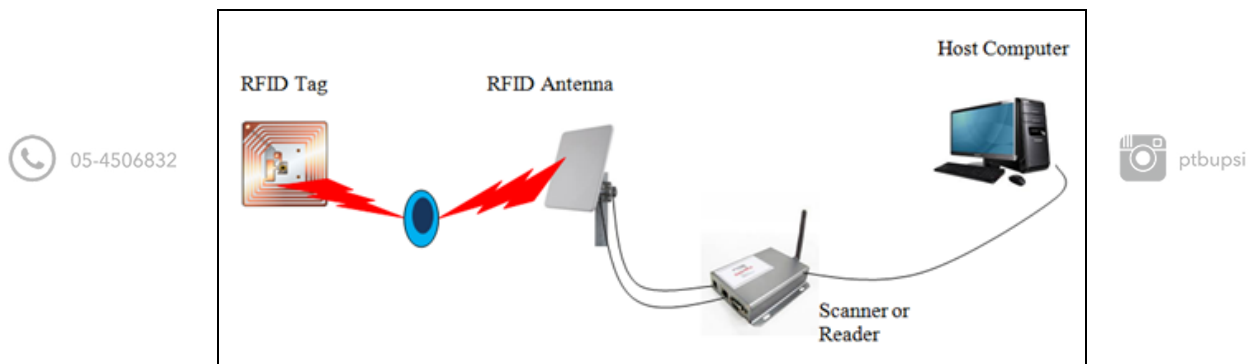 Host Computer
RFID Tag
RFID Antenna
05-4506832
ptbupsi
Scanner or
Reader